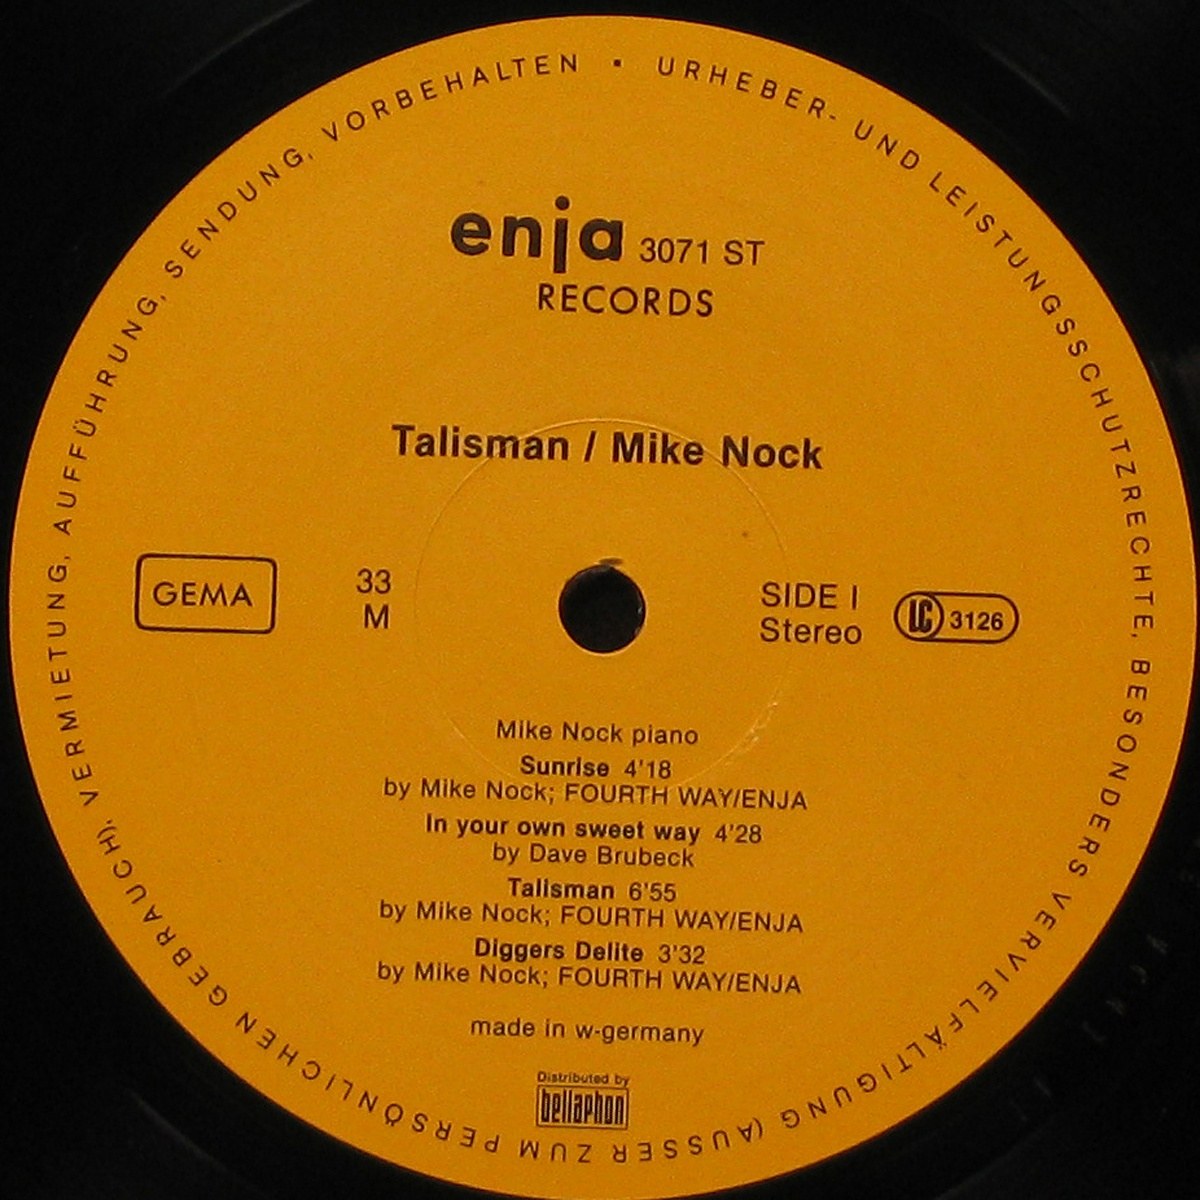 URHEBER- UND LEISTUNGSSCHUTZRECHTE, BESONDERS VERVIELFÄLTIGUNG (AUSSER ZUM PERSÖNLICHEN GEBRAUCH), VERMIETUNG, AUFFÜHRUNG, SENDUNG, VORBEHALTEN •
enja 3071 ST
RECORDS
Talisman / Mike Nock
GEMA
33
M
SIDE I
Stereo
LC 3126
Mike Nock piano
Sunrise 4'18
by Mike Nock; FOURTH WAY/ENJA
In your own sweet way 4'28
by Dave Brubeck
Talisman 6'55
by Mike Nock; FOURTH WAY/ENJA
Diggers Delite 3'32
by Mike Nock; FOURTH WAY/ENJA
made in w-germany
Distributed by
bellaphon